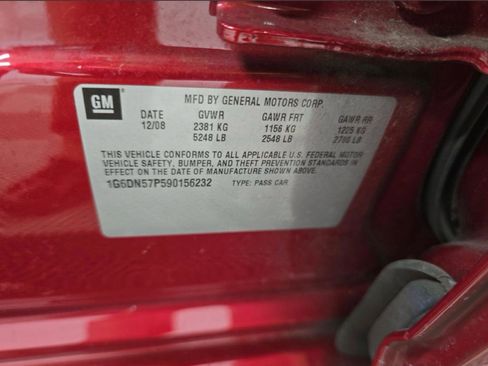 GM
MFD BY GENERAL MOTORS CORP.
DATE GVWR GAWR FRT GAWR RR
12/08 2381 KG 1156 KG 1225 KG
5248 LB 2548 LB 2700 LB
THIS VEHICLE CONFORMS TO ALL APPLICABLE U.S. FEDERAL MOTOR
VEHICLE SAFETY, BUMPER, AND THEFT PREVENTION STANDARDS IN
EFFECT ON THE DATE OF MANUFACTURE SHOWN ABOVE.
1G6DN57P590156232 TYPE: PASS CAR